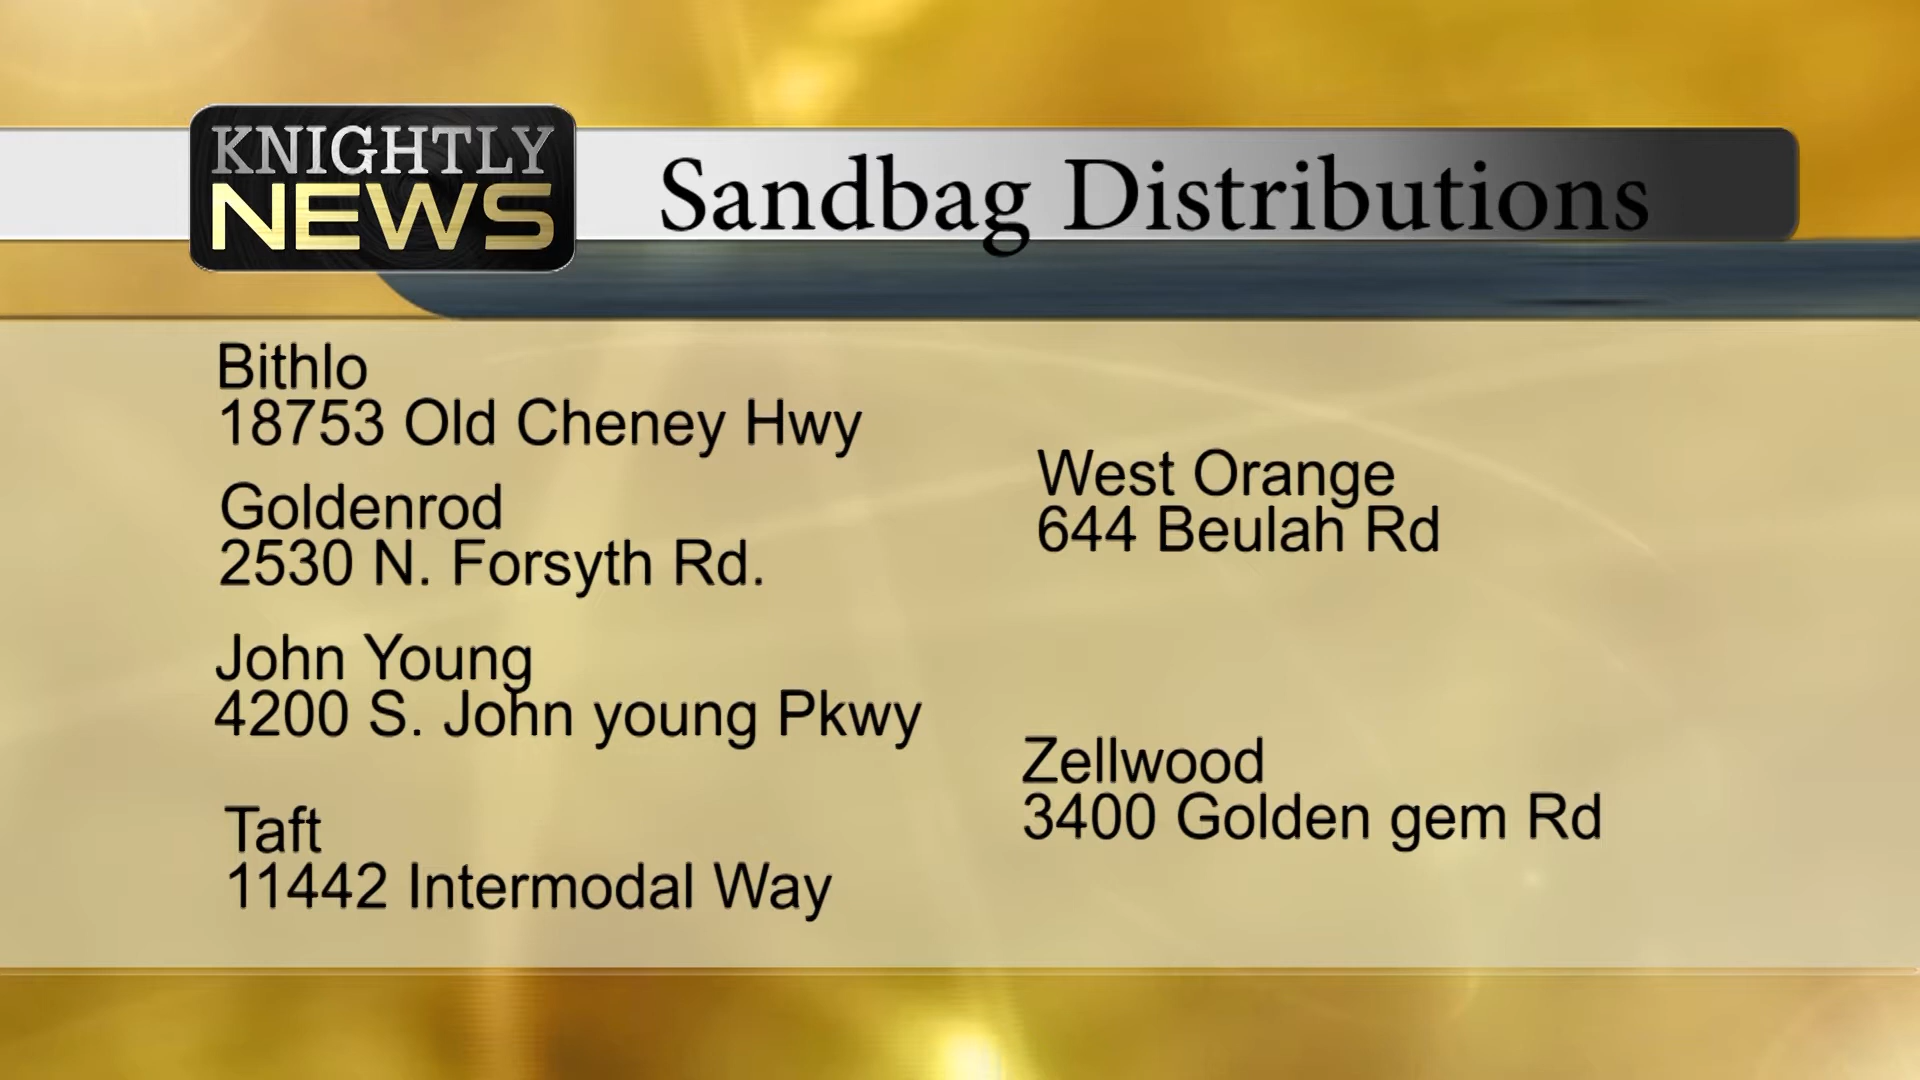 KNIGHTLY
NEWS
Sandbag Distributions
Bithlo
18753 Old Cheney Hwy
Goldenrod
2530 N. Forsyth Rd.
John Young
4200 S. John young Pkwy
Taft
11442 Intermodal Way
West Orange
644 Beulah Rd
Zellwood
3400 Golden gem Rd